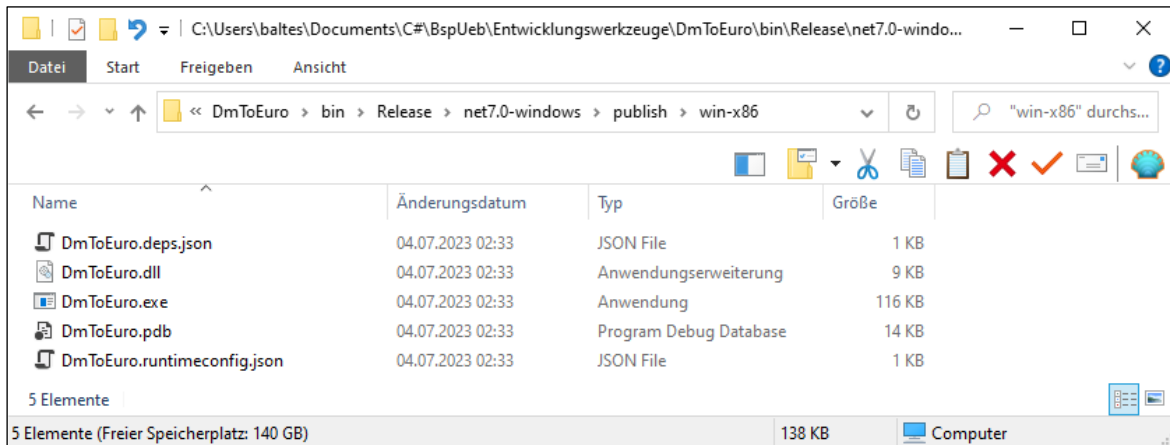 C:\Users\baltes\Documents\C#\BspUeb\Entwicklungswerkzeuge\DmToEuro\bin\Release\net7.0-windo...
Datei Start Freigeben Ansicht
« DmToEuro > bin > Release > net7.0-windows > publish > win-x86 "win-x86" durchs...
Name Änderungsdatum Typ Größe
DmToEuro.deps.json 04.07.2023 02:33 JSON File 1 KB
DmToEuro.dll 04.07.2023 02:33 Anwendungserweiterung 9 KB
DmToEuro.exe 04.07.2023 02:33 Anwendung 116 KB
DmToEuro.pdb 04.07.2023 02:33 Program Debug Database 14 KB
DmToEuro.runtimeconfig.json 04.07.2023 02:33 JSON File 1 KB
5 Elemente
5 Elemente (Freier Speicherplatz: 140 GB) 138 KB Computer